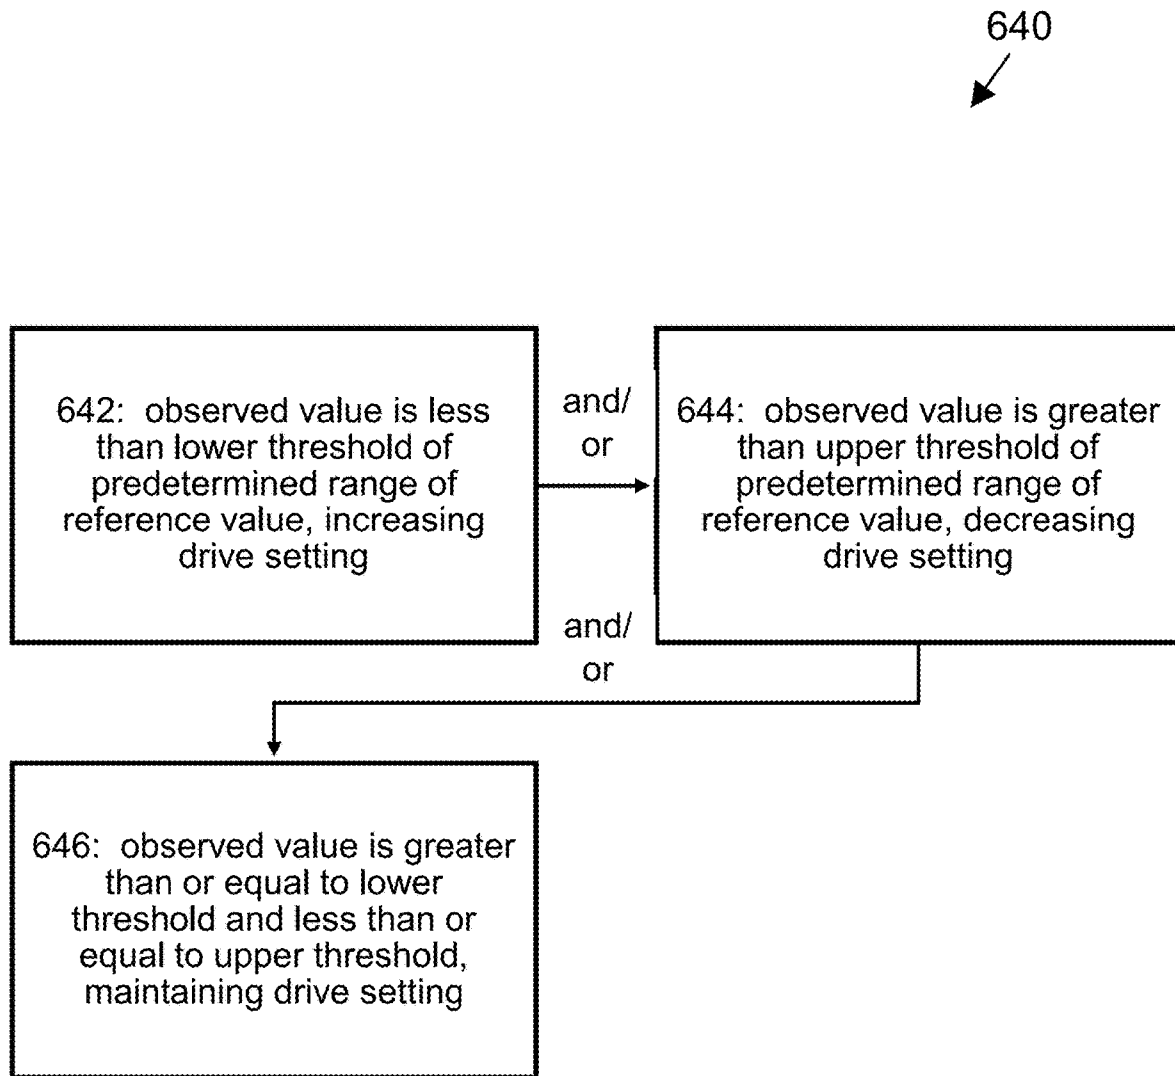 640
642: observed value is less
than lower threshold of
predetermined range of
reference value, increasing
drive setting
and/
or
644: observed value is greater
than upper threshold of
predetermined range of
reference value, decreasing
drive setting
and/
or
646: observed value is greater
than or equal to lower
threshold and less than or
equal to upper threshold,
maintaining drive setting